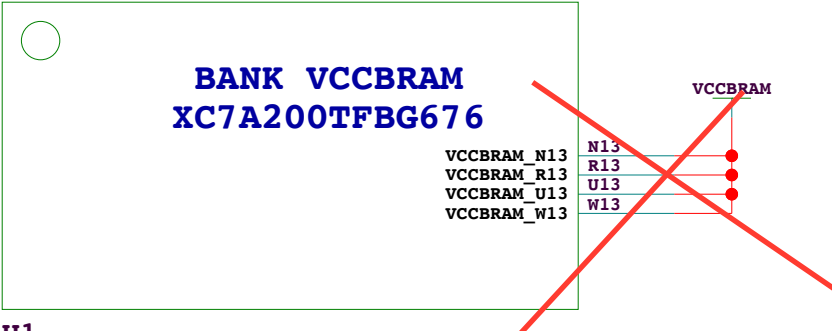 BANK VCCBRAM
XC7A200TFBG676
VCCBRAM
VCCBRAM_N13 N13
VCCBRAM_R13 R13
VCCBRAM_U13 U13
VCCBRAM_W13 W13